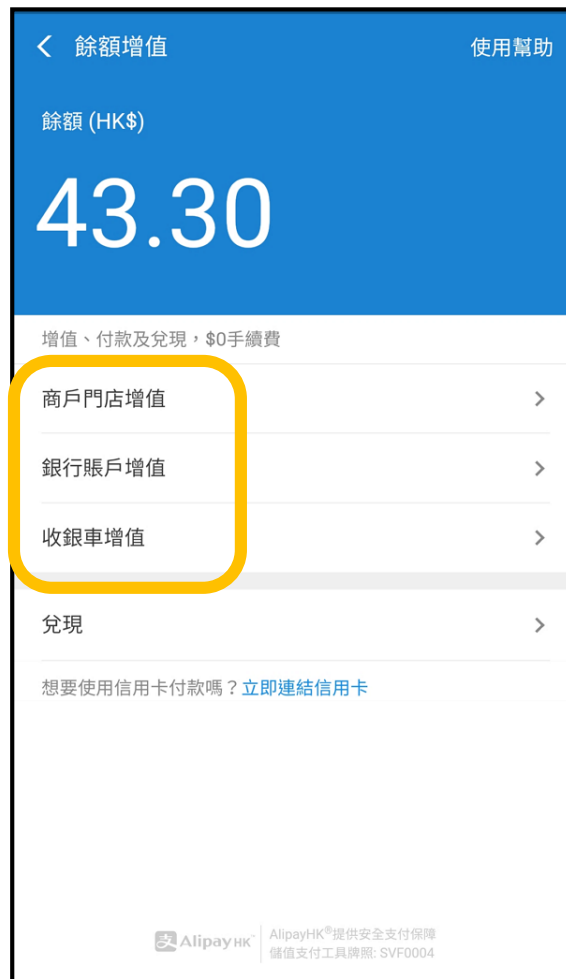 餘額增值 使用幫助
餘額 (HK$)
43.30
增值、付款及兌現，$0手續費
商戶門店增值
銀行賬戶增值
收銀車增值
兌現
想要使用信用卡付款嗎？立即連結信用卡
支 Alipay HK™ AlipayHK®提供安全支付保障
儲值支付工具牌照: SVF0004